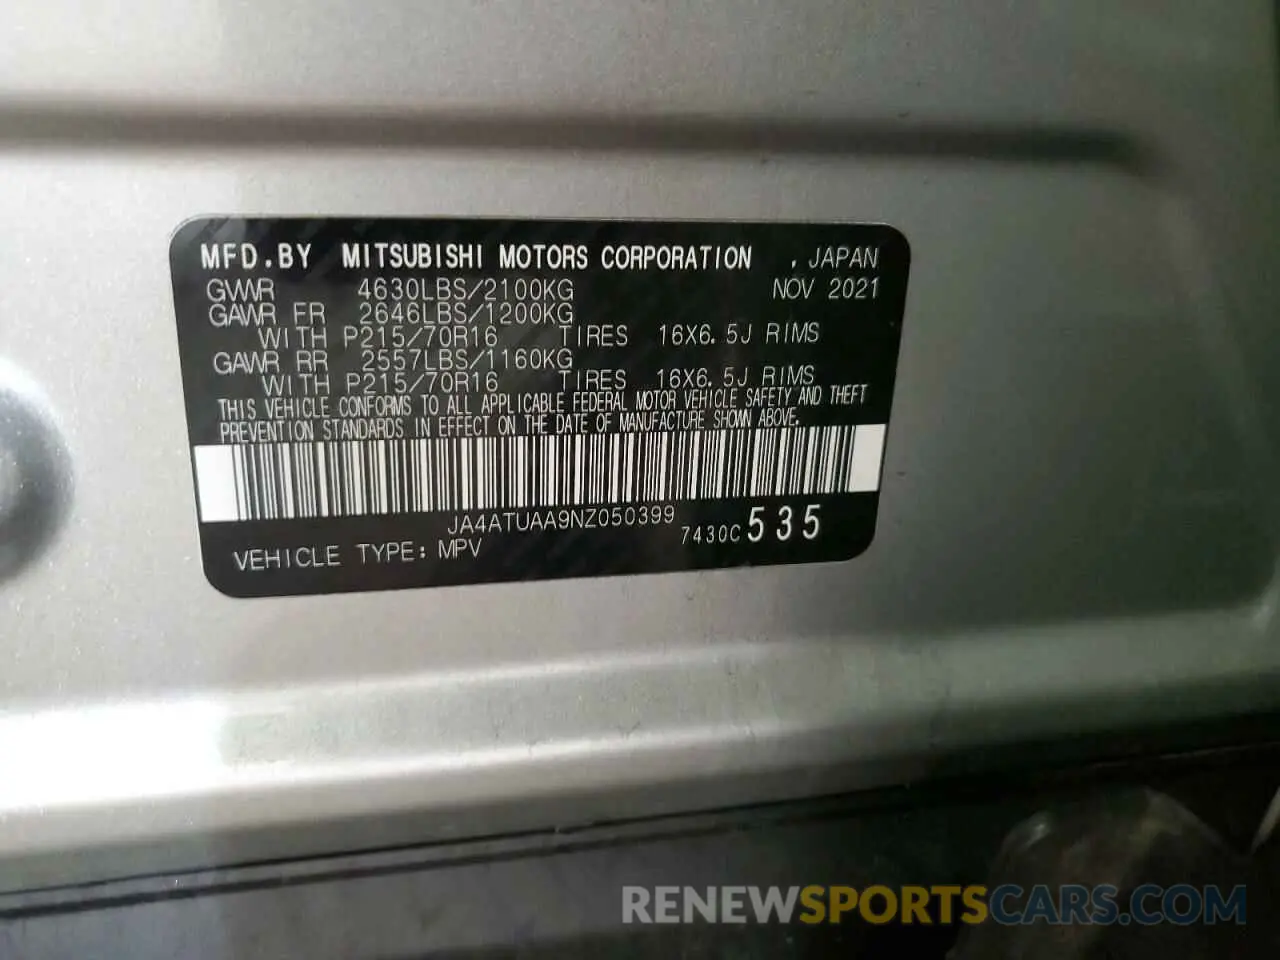 MFD.BY MITSUBISHI MOTORS CORPORATION , JAPAN
GVWR 4630LBS/2100KG NOV 2021
GAWR FR 2646LBS/1200KG
WITH P215/70R16 TIRES 16X6.5J RIMS
GAWR RR 2557LBS/1160KG
WITH P215/70R16 TIRES 16X6.5J RIMS
THIS VEHICLE CONFORMS TO ALL APPLICABLE FEDERAL MOTOR VEHICLE SAFETY AND THEFT
PREVENTION STANDARDS IN EFFECT ON THE DATE OF MANUFACTURE SHOWN ABOVE.
JA4ATUAA9NZ050399
7430C 535
VEHICLE TYPE: MPV
RENEWSPORTSCARS.COM